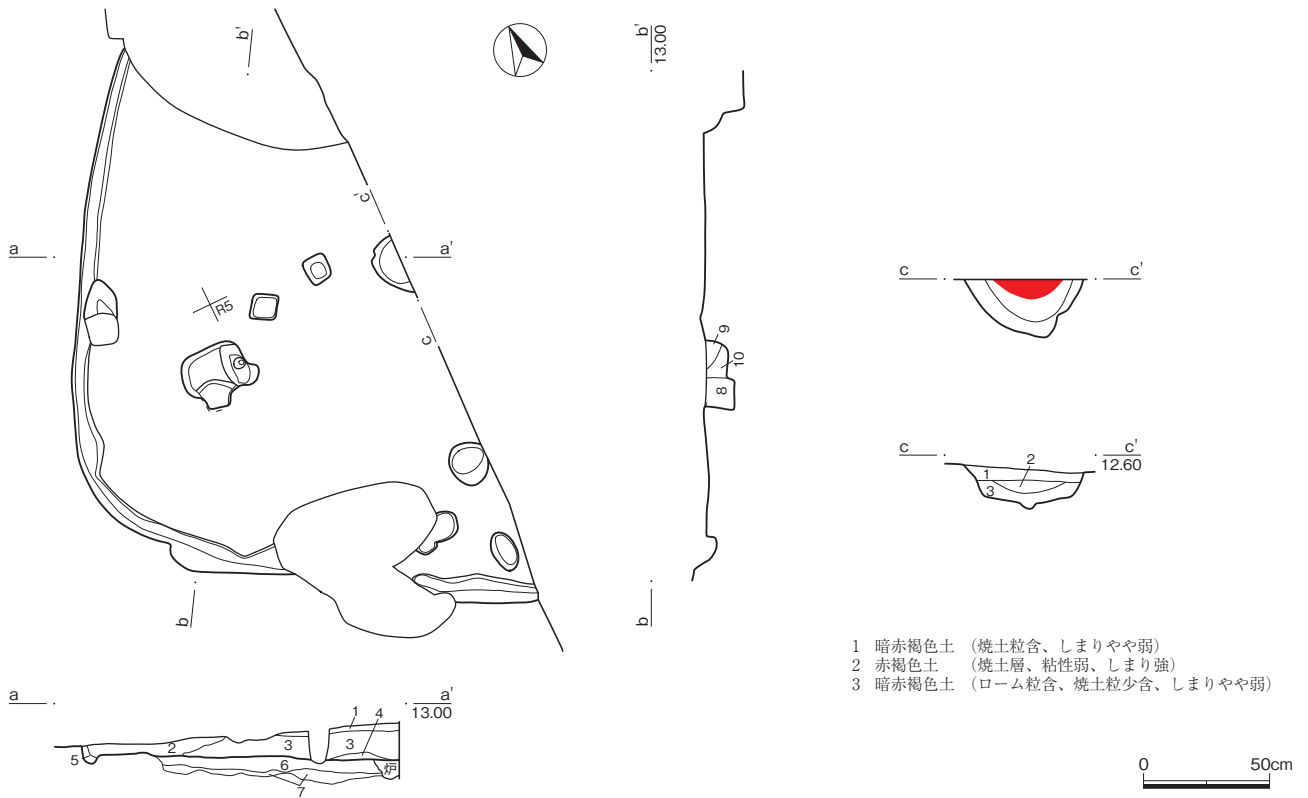 b'
c'
a a'
R5
c
b
a a'
13.00
1 4
2 3 3
5 6 炉
7
b'
13.00
9
10
8
b
c c'
c c'
12.60
2
1
3
1 暗赤褐色土 （焼土粒含、しまりやや弱）
2 赤褐色土 （焼土層、粘性弱、しまり強）
3 暗赤褐色土 （ローム粒含、焼土粒少含、しまりやや弱）
0 50cm